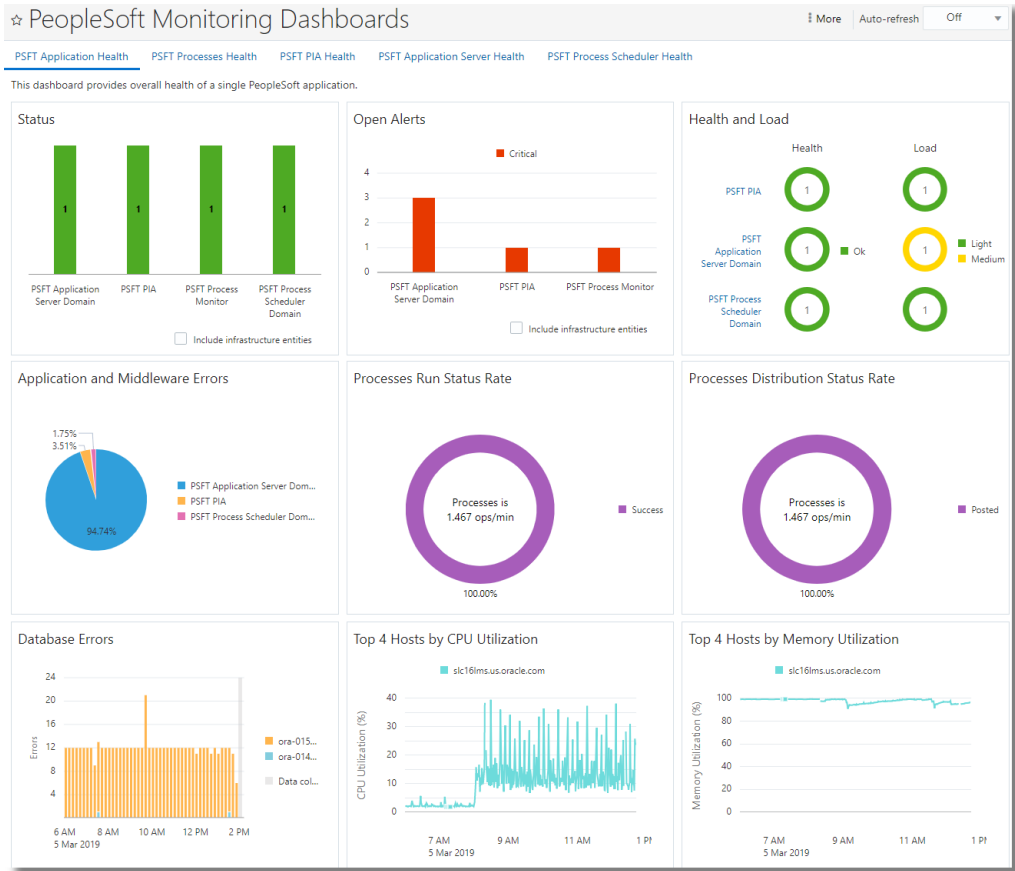 PeopleSoft Monitoring Dashboards
More
Auto-refresh
Off
PSFT Application Health
PSFT Processes Health
PSFT PIA Health
PSFT Application Server Health
PSFT Process Scheduler Health
This dashboard provides overall health of a single PeopleSoft application.
Status
1
1
1
1
PSFT Application
Server Domain
PSFT PIA
PSFT Process
Monitor
PSFT Process
Scheduler
Domain
Include infrastructure entities
Open Alerts
Critical
4
3
2
1
0
PSFT Application
Server Domain
PSFT PIA
PSFT Process Monitor
Include infrastructure entities
Health and Load
Health
Load
PSFT PIA
1
1
PSFT
Application
Server Domain
1
Ok
1
Light
Medium
PSFT Process
Scheduler
Domain
1
1
Application and Middleware Errors
1.75%
3.51%
94.74%
PSFT Application Server Dom...
PSFT PIA
PSFT Process Scheduler Dom...
Processes Run Status Rate
Processes is
1.467 ops/min
Success
100.00%
Processes Distribution Status Rate
Processes is
1.467 ops/min
Posted
100.00%
Database Errors
Errors
24
20
16
12
8
4
6 AM
8 AM
10 AM
12 PM
2 PM
5 Mar 2019
ora-015...
ora-014...
Data col...
Top 4 Hosts by CPU Utilization
slc16lms.us.oracle.com
CPU Utilization (%)
40
30
20
10
0
7 AM
9 AM
11 AM
1 PM
5 Mar 2019
Top 4 Hosts by Memory Utilization
slc16lms.us.oracle.com
Memory Utilization (%)
100
80
60
40
20
0
7 AM
9 AM
11 AM
1 PM
5 Mar 2019